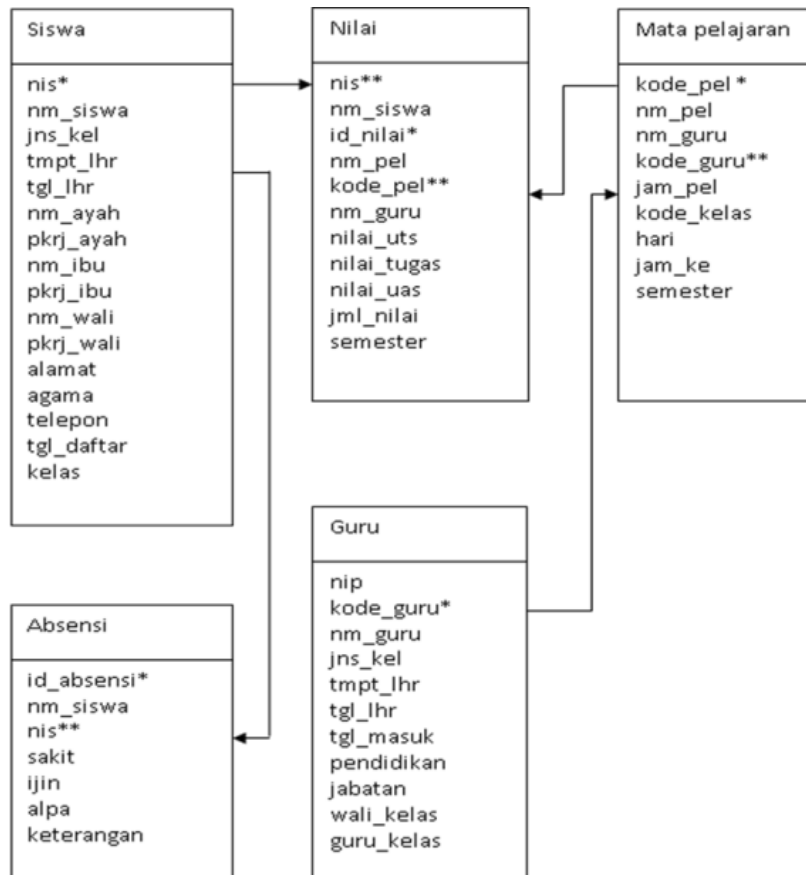 Siswa
nis*
nm_siswa
jns_kel
tmpt_lhr
tgl_lhr
nm_ayah
pkrj_ayah
nm_ibu
pkrj_ibu
nm_wali
pkrj_wali
alamat
agama
telepon
tgl_daftar
kelas
Nilai
nis**
nm_siswa
id_nilai*
nm_pel
kode_pel**
nm_guru
nilai_uts
nilai_tugas
nilai_uas
jml_nilai
semester
Mata pelajaran
kode_pel *
nm_pel
nm_guru
kode_guru**
jam_pel
kode_kelas
hari
jam_ke
semester
Absensi
id_absensi*
nm_siswa
nis**
sakit
ijin
alpa
keterangan
Guru
nip
kode_guru*
nm_guru
jns_kel
tmpt_lhr
tgl_lhr
tgl_masuk
pendidikan
jabatan
wali_kelas
guru_kelas